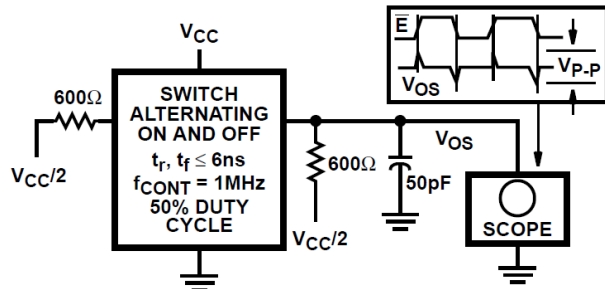 E
V_OS
V_P-P
V_CC
600Ω
V_CC/2
SWITCH
ALTERNATING
ON AND OFF
t_r, t_f ≤ 6ns
f_CONT = 1MHz
50% DUTY
CYCLE
600Ω
V_CC/2
50pF
V_OS
SCOPE